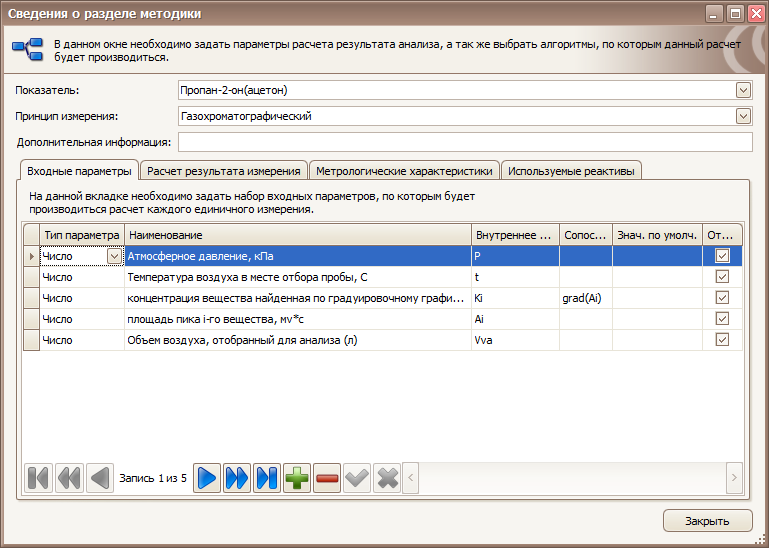 Сведения о разделе методики
В данном окне необходимо задать параметры расчета результата анализа, а так же выбрать алгоритмы, по которым данный расчет
будет производиться.
Показатель: Пропан-2-он(ацетон)
Принцип измерения: Газохроматографический
Дополнительная информация:
Входные параметры Расчет результата измерения Метрологические характеристики Используемые реактивы
На данной вкладке необходимо задать набор входных параметров, по которым будет
производиться расчет каждого единичного измерения.
Тип параметра Наименование Внутреннее ... Сопос... Знач. по умолч. От...
Число Атмосферное давление, кПа P
Число Температура воздуха в месте отбора пробы, С t
Число концентрация вещества найденная по градуировочному графи... Ki grad(Ai)
Число площадь пика i-го вещества, мv*с Ai
Число Объем воздуха, отобранный для анализа (л) Vva
Запись 1 из 5
Закрыть